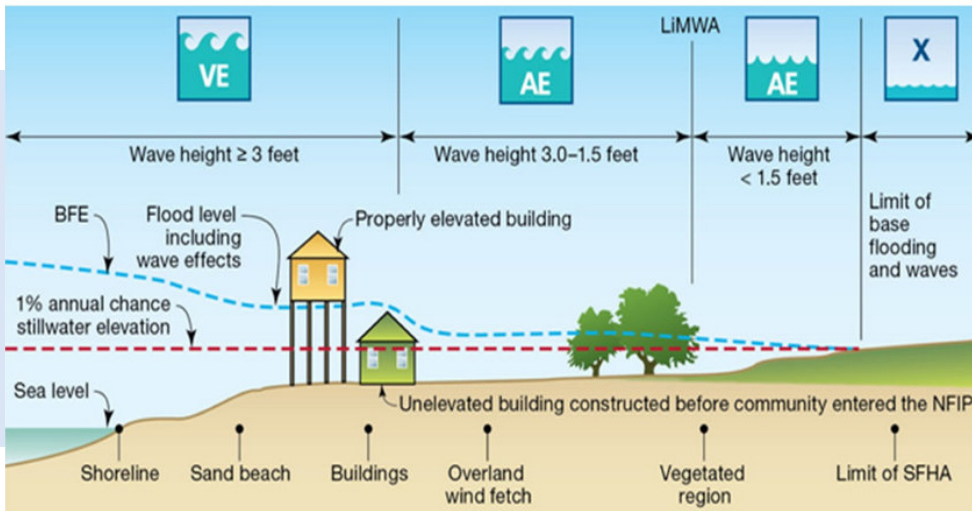 LiMWA
VE
AE
AE
X
Wave height ≥ 3 feet
Wave height 3.0–1.5 feet
Wave height
< 1.5 feet
Limit of
base
flooding
and waves
BFE
Flood level
including
wave effects
Properly elevated building
1% annual chance
stillwater elevation
Sea level
Unelevated building constructed before community entered the NFIP
Shoreline
Sand beach
Buildings
Overland
wind fetch
Vegetated
region
Limit of SFHA